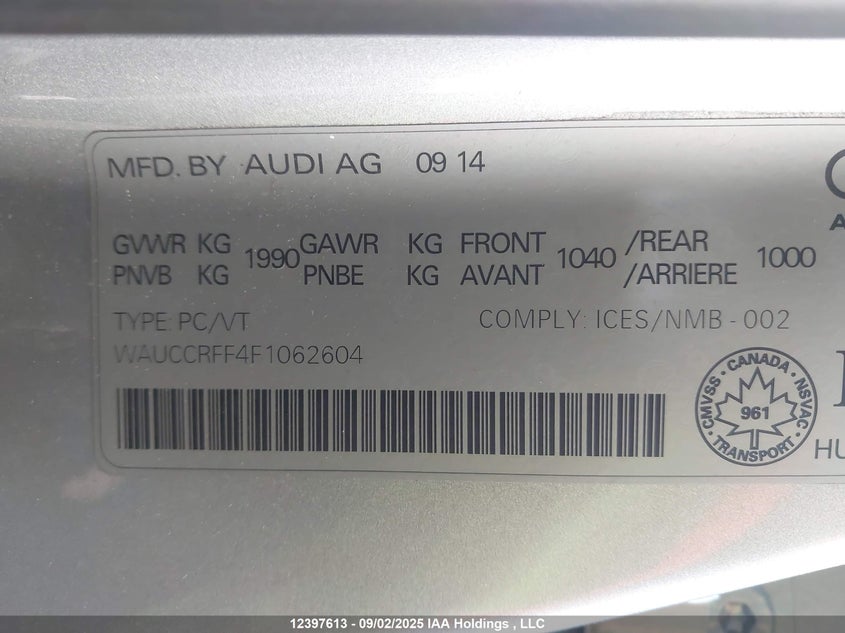 MFD. BY AUDI AG 09 14
GVWR KG 1990 GAWR KG FRONT 1040 /REAR 1000
PNVB KG PNBE KG AVANT /ARRIERE
TYPE: PC/VT COMPLY: ICES/NMB-002
WAUCCRFF4F1062604
CANADA
CMVSS NSVAC
961
TRANSPORT
HU
12397613 - 09/02/2025 IAA Holdings , LLC